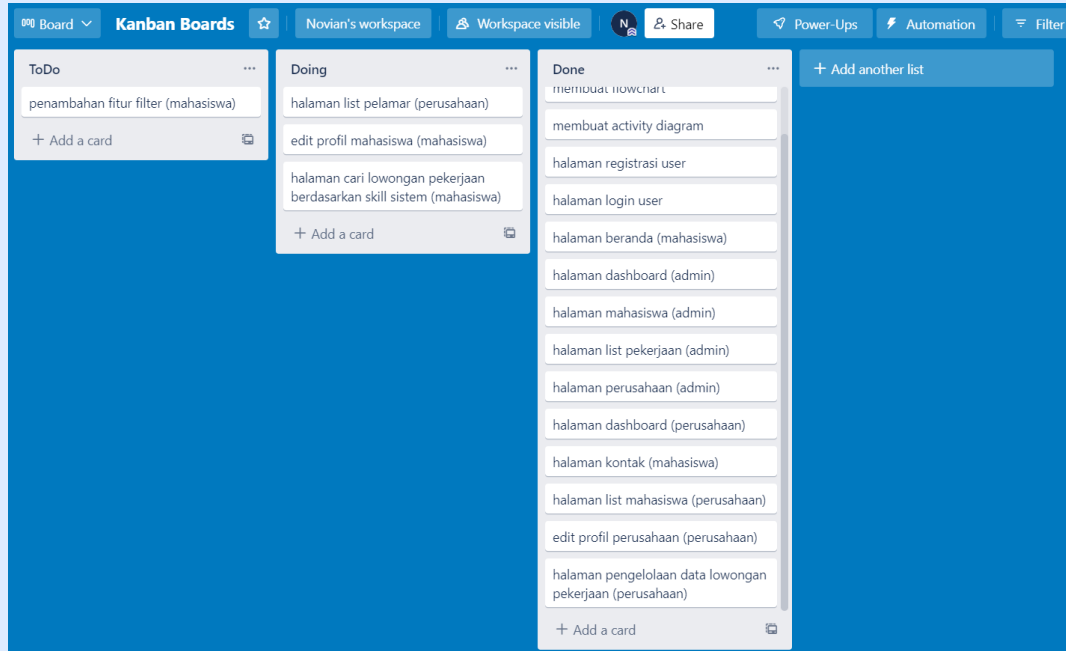 Board
Kanban Boards
Novian's workspace
Workspace visible
N
Share
Power-Ups
Automation
Filter
ToDo
penambahan fitur filter (mahasiswa)
+ Add a card
Doing
halaman list pelamar (perusahaan)
edit profil mahasiswa (mahasiswa)
halaman cari lowongan pekerjaan
berdasarkan skill sistem (mahasiswa)
+ Add a card
Done
membuat flowchart
membuat activity diagram
halaman registrasi user
halaman login user
halaman beranda (mahasiswa)
halaman dashboard (admin)
halaman mahasiswa (admin)
halaman list pekerjaan (admin)
halaman perusahaan (admin)
halaman dashboard (perusahaan)
halaman kontak (mahasiswa)
halaman list mahasiswa (perusahaan)
edit profil perusahaan (perusahaan)
halaman pengelolaan data lowongan
pekerjaan (perusahaan)
+ Add a card
+ Add another list